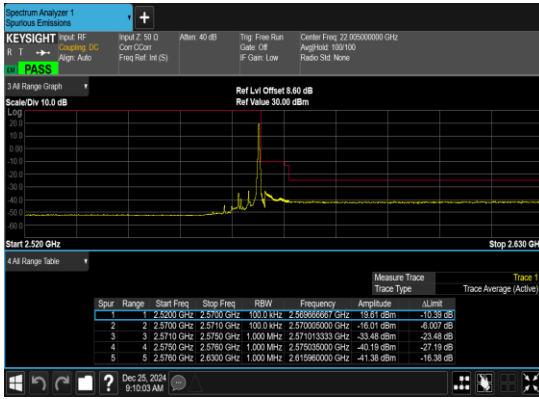 Spectrum Analyzer 1
Spurious Emissions
KEYSIGHT Input: RF Input Z: 50 Ω Atten: 40 dB Trig: Free Run Center Freq: 22.005000000 GHz
R T Coupling: DC Corr CCorr Gate: Off Avg|Hold: 100/100
Align: Auto Freq Ref: Int (S) IF Gain: Low Radio Std: None
PASS
3 All Range Graph
Ref Lvl Offset 8.60 dB
Scale/Div 10.0 dB Ref Value 30.00 dBm
Log
20.0
10.0
0.00
-10.0
-20.0
-30.0
-40.0
-50.0
-60.0
Start 2.520 GHz Stop 2.630 GH
4 All Range Table
Measure Trace Trace 1
Trace Type Trace Average (Active)
Spur Range Start Freq Stop Freq RBW Frequency Amplitude ΔLimit
1 1 2.5200 GHz 2.5700 GHz 100.0 kHz 2.569666667 GHz 19.61 dBm -10.39 dB
2 2 2.5700 GHz 2.5710 GHz 100.0 kHz 2.570005000 GHz -16.01 dBm -6.007 dB
3 3 2.5710 GHz 2.5750 GHz 1.000 MHz 2.571013333 GHz -33.48 dBm -23.48 dB
4 4 2.5750 GHz 2.5760 GHz 1.000 MHz 2.575035000 GHz -40.19 dBm -27.19 dB
5 5 2.5760 GHz 2.6300 GHz 1.000 MHz 2.615960000 GHz -41.38 dBm -16.38 dB
Dec 25, 2024
9:10:03 AM